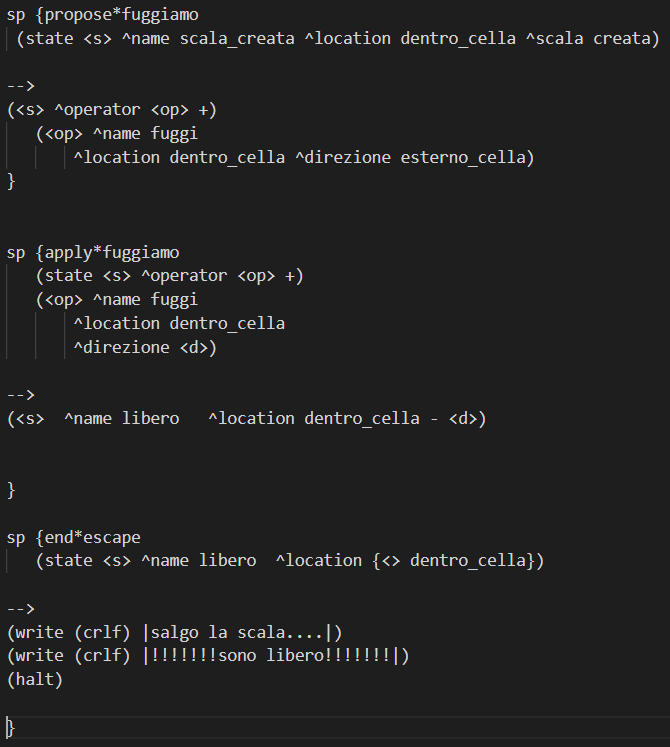 sp {propose*fuggiamo
(state <s> ^name scala_creata ^location dentro_cella ^scala creata)
-->
(<s> ^operator <op> +)
(<op> ^name fuggi
^location dentro_cella ^direzione esterno_cella)
}
sp {apply*fuggiamo
(state <s> ^operator <op> +)
(<op> ^name fuggi
^location dentro_cella
^direzione <d>)
-->
(<s>  ^name libero   ^location dentro_cella - <d>)
}
sp {end*escape
(state <s> ^name libero  ^location {<> dentro_cella})
-->
(write (crlf) |salgo la scala....|)
(write (crlf) |!!!!!!!sono libero!!!!!!!|)
(halt)
}